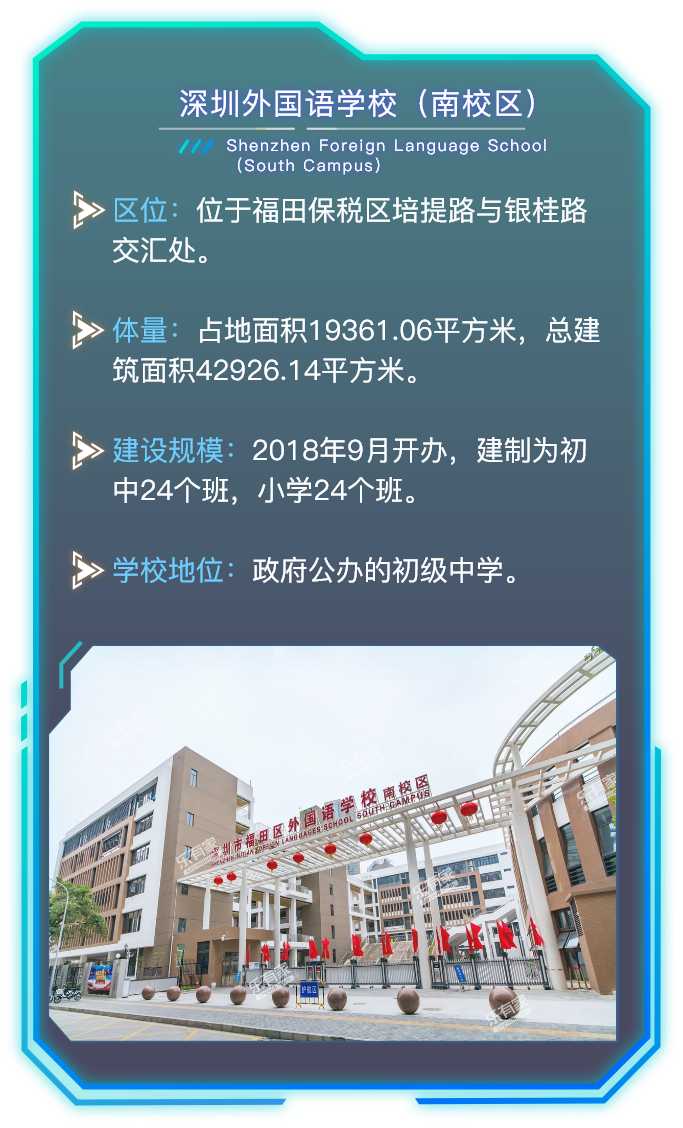 深圳外国语学校（南校区）
Shenzhen Foreign Language School
（South Campus）
区位：位于福田保税区培提路与银桂路
交汇处。
体量：占地面积19361.06平方米，总建
筑面积42926.14平方米。
建设规模：2018年9月开办，建制为初
中24个班，小学24个班。
学校地位：政府公办的初级中学。
乐有家
深圳市福田区外国语学校南校区
SHENZHEN FUTIAN FOREIGN LANGUAGES SCHOOL SOUTH CAMPUS
乐有家
乐有家
乐有家
护校区
乐有家